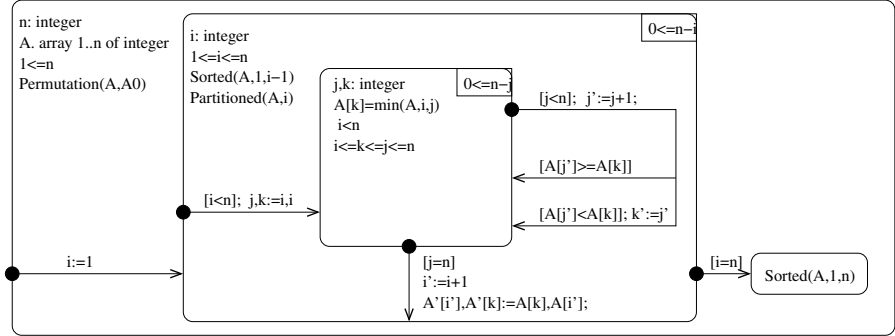 n: integer
A. array 1..n of integer
1<=n
Permutation(A,A0)
i: integer
1<=i<=n
Sorted(A,1,i−1)
Partitioned(A,i)
0<=n−i
j,k: integer
A[k]=min(A,i,j)
i<n
i<=k<=j<=n
0<=n−j
[j<n]; j':=j+1;
[A[j']>=A[k]]
[A[j']<A[k]]; k':=j'
[i<n]; j,k:=i,i
i:=1
[j=n]
i':=i+1
A'[i'],A'[k]:=A[k],A[i'];
[i=n]
Sorted(A,1,n)